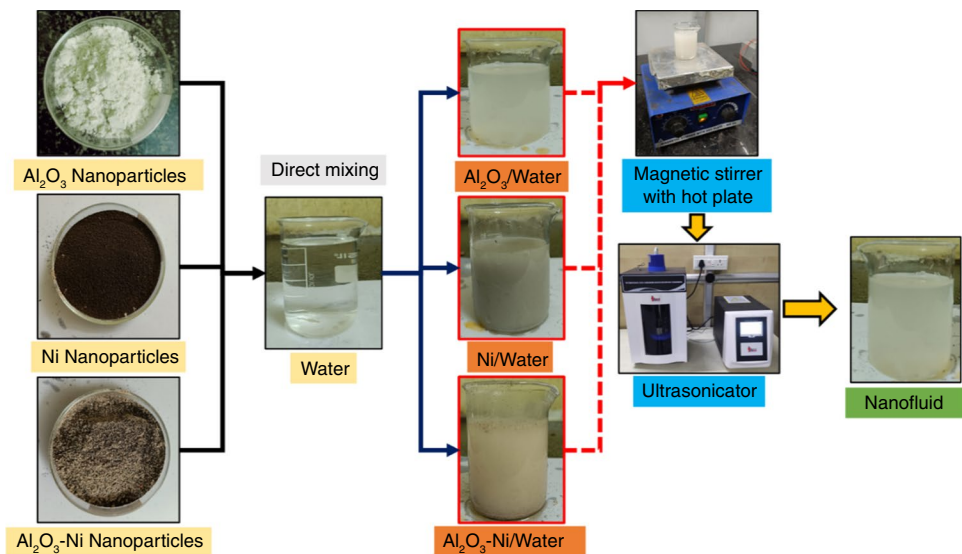 Al₂O₃ Nanoparticles
Ni Nanoparticles
Al₂O₃-Ni Nanoparticles
Direct mixing
Water
Al₂O₃/Water
Ni/Water
Al₂O₃-Ni/Water
Magnetic stirrer
with hot plate
Ultrasonicator
Nanofluid